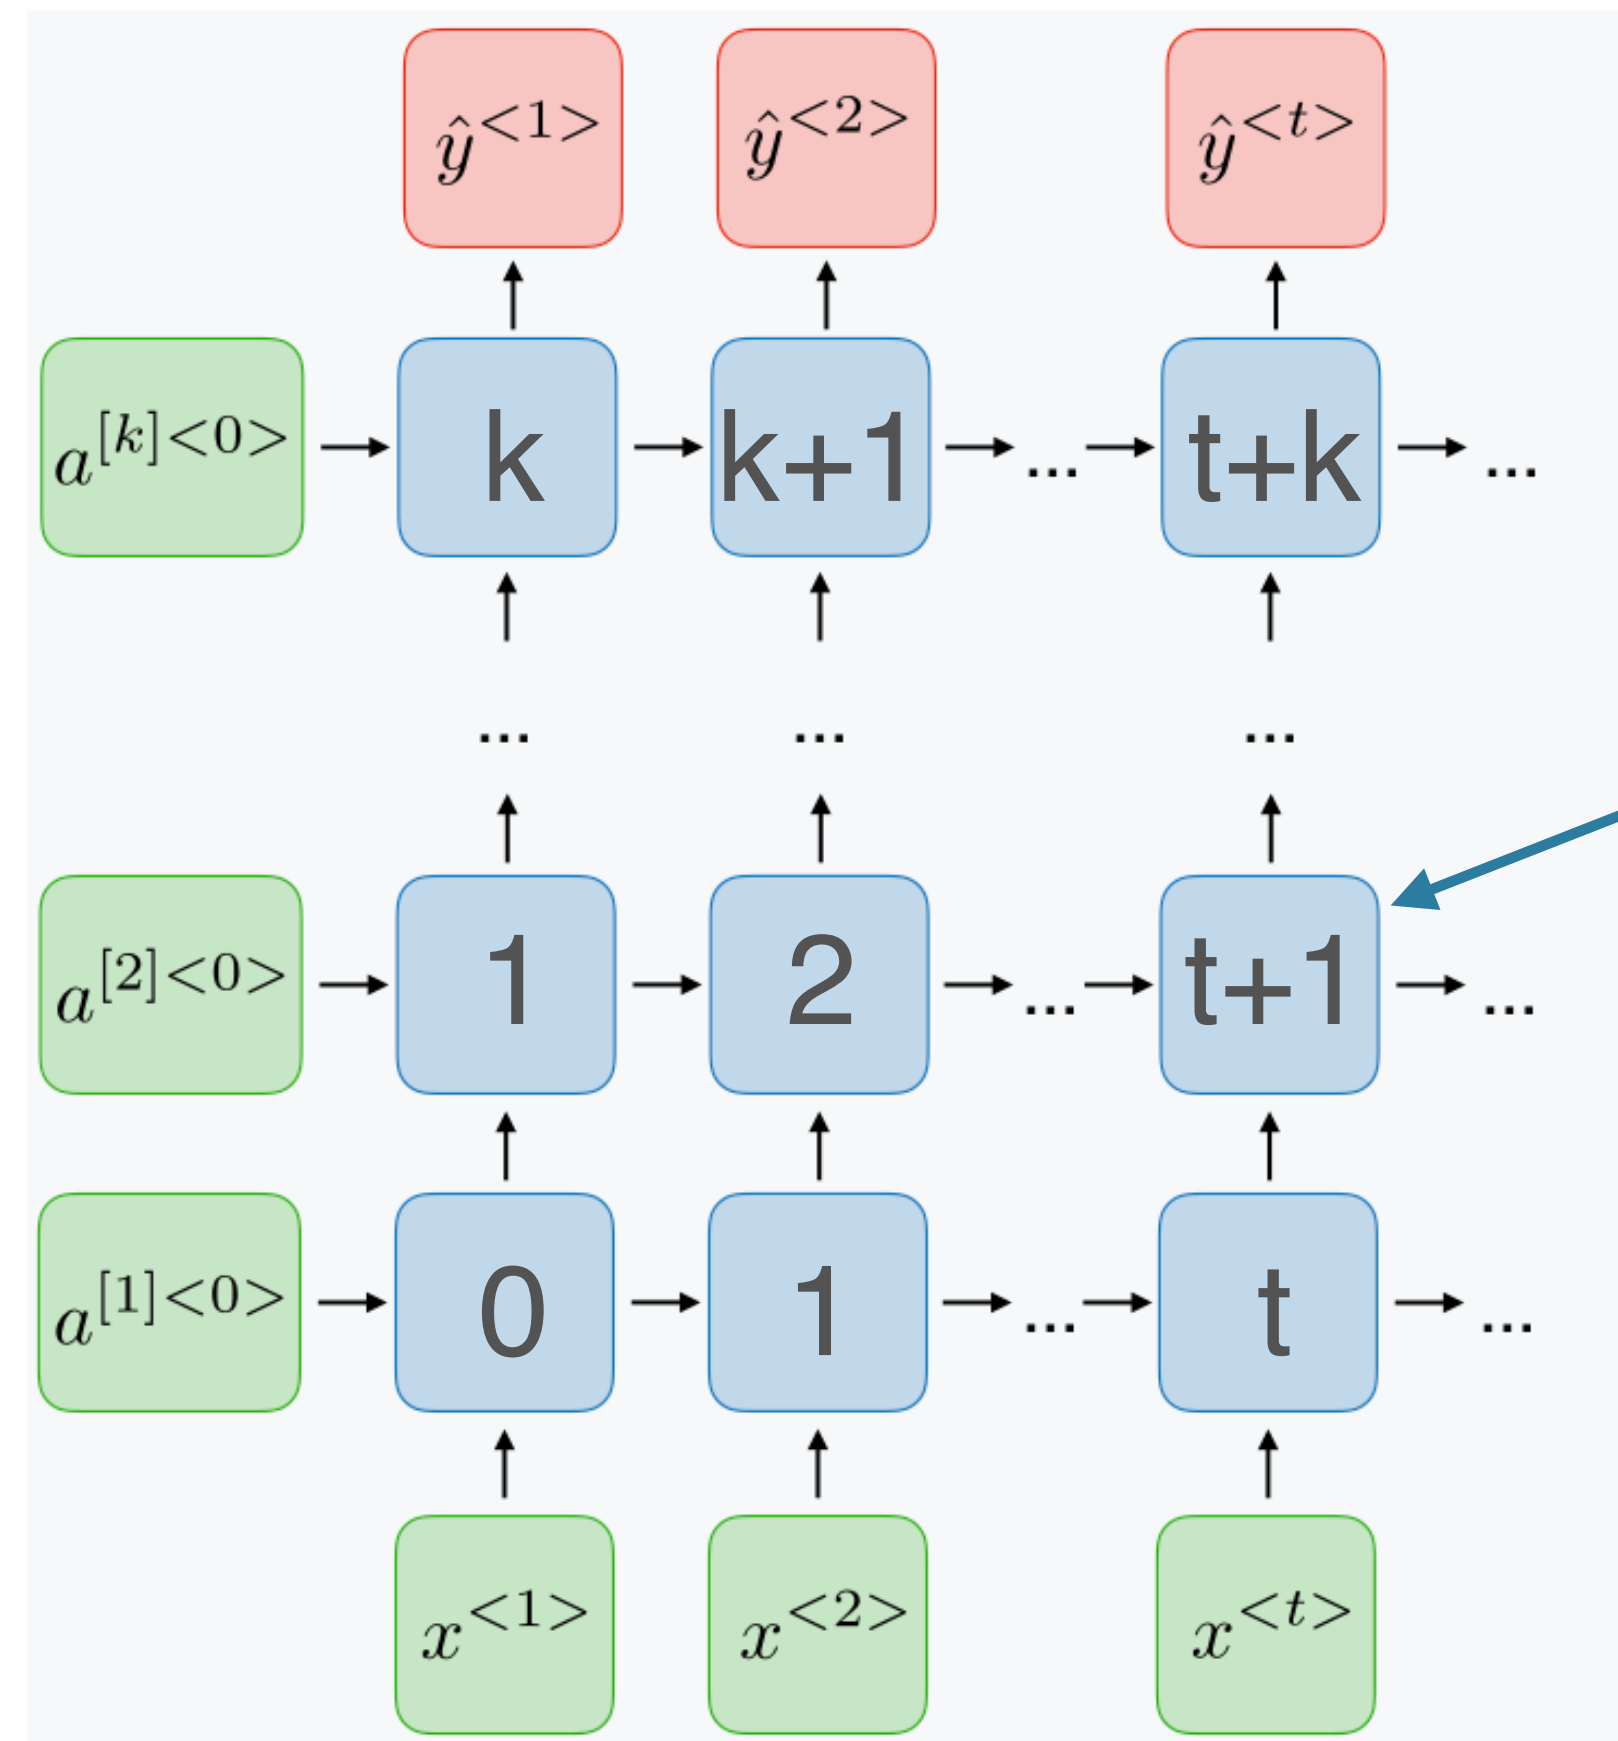 ŷ<1> ŷ<2> ŷ<t>
a[k]<0> k k+1 ... t+k ...
... ... ...
a[2]<0> 1 2 ... t+1 ...
a[1]<0> 0 1 ... t ...
x<1> x<2> x<t>